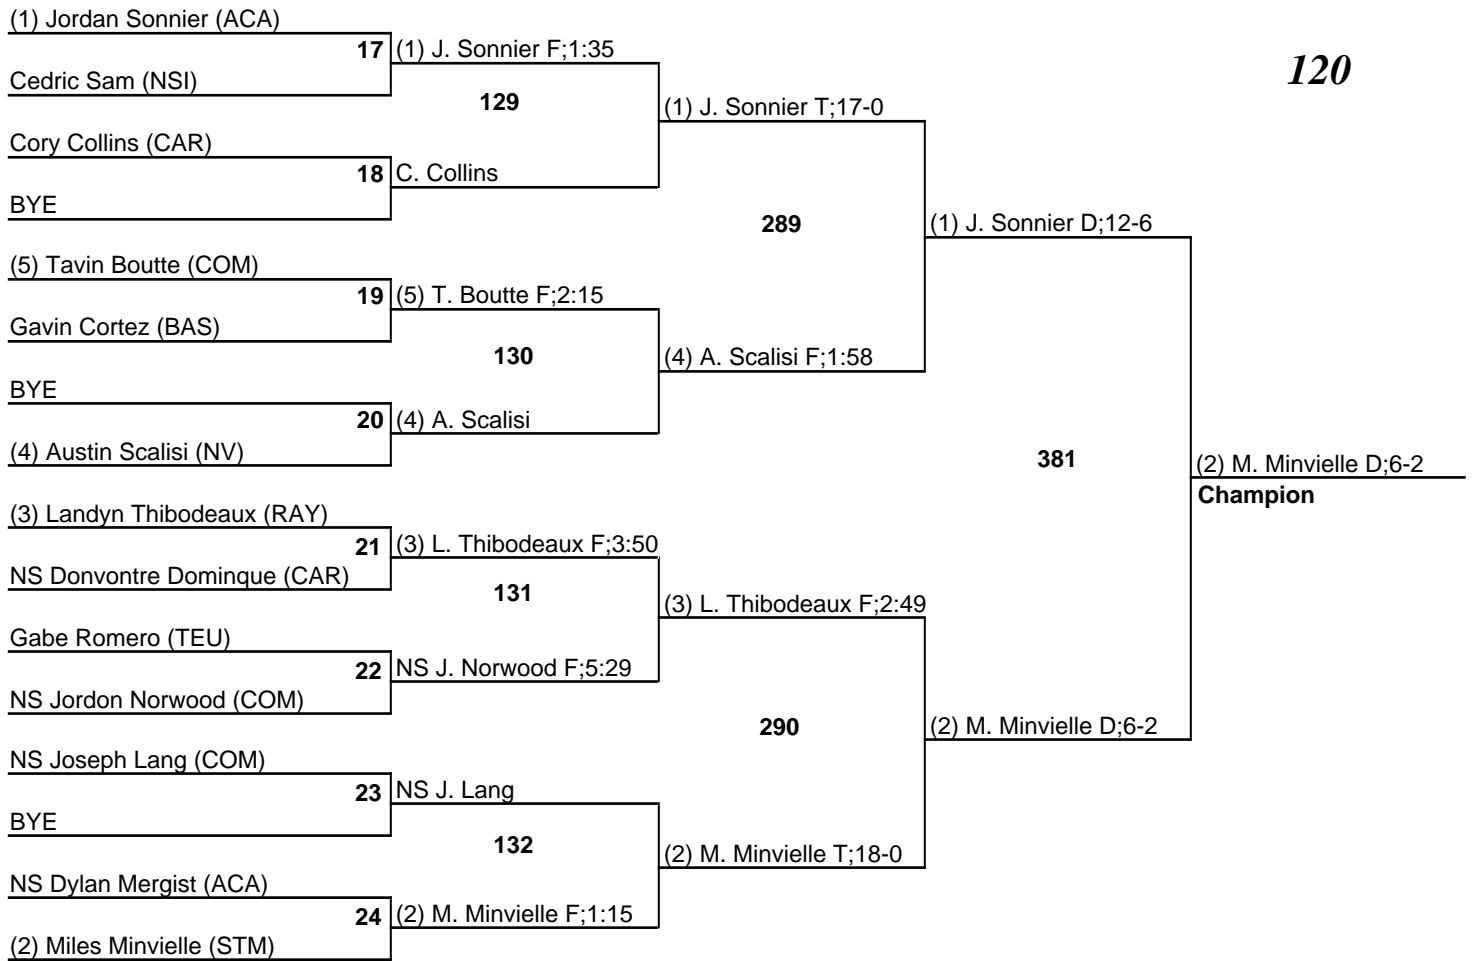 (1) Jordan Sonnier (ACA)
17 (1) J. Sonnier F;1:35
120
Cedric Sam (NSI)
129
(1) J. Sonnier T;17-0
Cory Collins (CAR)
18 C. Collins
BYE
289
(1) J. Sonnier D;12-6
(5) Tavin Boutte (COM)
19 (5) T. Boutte F;2:15
Gavin Cortez (BAS)
130
(4) A. Scalisi F;1:58
BYE
20 (4) A. Scalisi
(4) Austin Scalisi (NV)
381
(2) M. Minvielle D;6-2
Champion
(3) Landyn Thibodeaux (RAY)
21 (3) L. Thibodeaux F;3:50
NS Donvontre Dominque (CAR)
131
(3) L. Thibodeaux F;2:49
Gabe Romero (TEU)
22 NS J. Norwood F;5:29
NS Jordon Norwood (COM)
290
(2) M. Minvielle D;6-2
NS Joseph Lang (COM)
23 NS J. Lang
BYE
132
(2) M. Minvielle T;18-0
NS Dylan Mergist (ACA)
24 (2) M. Minvielle F;1:15
(2) Miles Minvielle (STM)